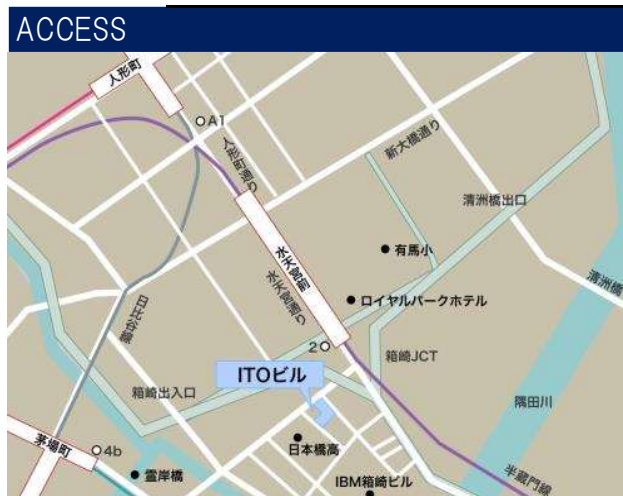 ACCESS
人形町
A1
人形町通り
新大橋通り
清洲橋出口
有馬小
水天宮前
水天宮通り
清洲橋
ロイヤルパークホテル
日比谷線
2
箱崎JCT
ITOビル
箱崎出入口
隅田川
茅場町
4b
日本橋高
霊岸橋
IBM箱崎ビル
半蔵門線